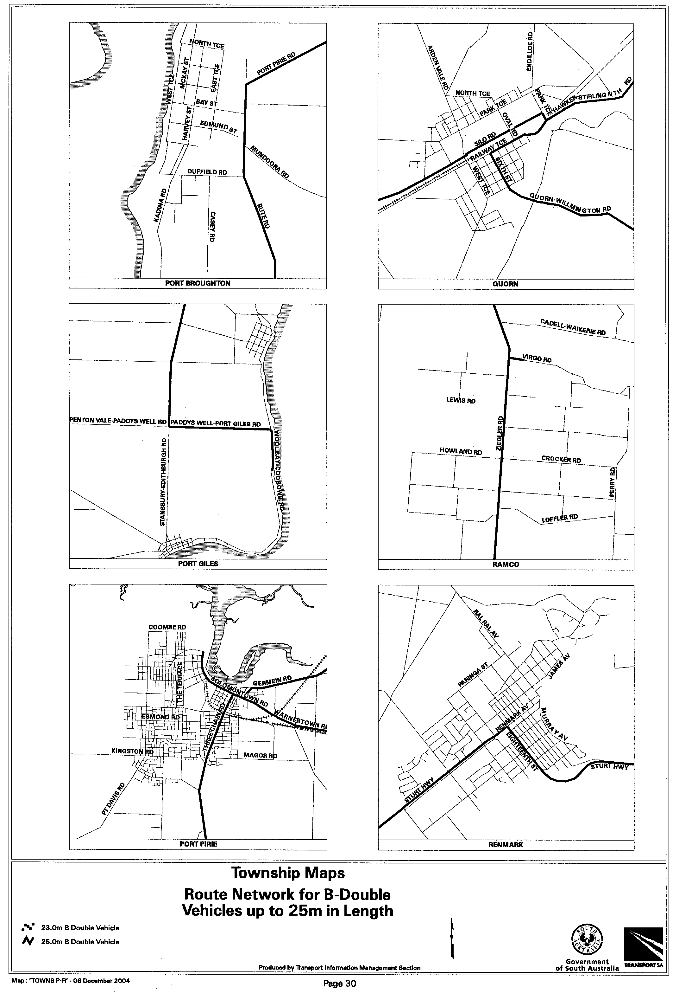 NORTH TCE
WEST TCE
MCKAY ST
EAST TCE
PORT PIRIE RD
BAY ST
HARVEY ST
EDMUND ST
MUNDOORA RD
DUFFIELD RD
KADINA RD
CASEY RD
BUTE RD
PORT BROUGHTON
ARDEN VALE RD
ENDILLOE RD
NORTH TCE
PARK TCE
PARK TCE
HAWKER-STIRLING NTH RD
OVAL RD
SILO RD
RAILWAY TCE
SIXTH ST
WEST TCE
QUORN-WILLMINGTON RD
QUORN
PENTON VALE-PADDYS WELL RD
PADDYS WELL-PORT GILES RD
WOOL BAY-COOBOWIE RD
STANSBURY-EDITHBURGH RD
PORT GILES
CADELL-WAIKERIE RD
VIRGO RD
LEWIS RD
ZIEGLER RD
HOWLAND RD
CROCKER RD
PERRY RD
LOFFLER RD
RAMCO
COOMBE RD
THE TERRACE
SOLOMONTOWN RD
GERMEIN RD
ESMOND RD
THREE CHAIN RD
WARNERTOWN RD
KINGSTON RD
MAGOR RD
PT DAVIS RD
PORT PIRIE
RAL RAL AV
PARINGA ST
JAMES AV
RENMARK AV
MURRAY AV
EIGHTEENTH ST
STURT HWY
STURT HWY
RENMARK
Township Maps
Route Network for B-Double
Vehicles up to 25m in Length
23.0m B Double Vehicle
25.0m B Double Vehicle
N
SOUTH
AUSTRALIA
Government
of South Australia
TRANSPORT SA
Produced by Transport Information Management Section
Map : 'TOWNS P-R' - 06 December 2004
Page 30